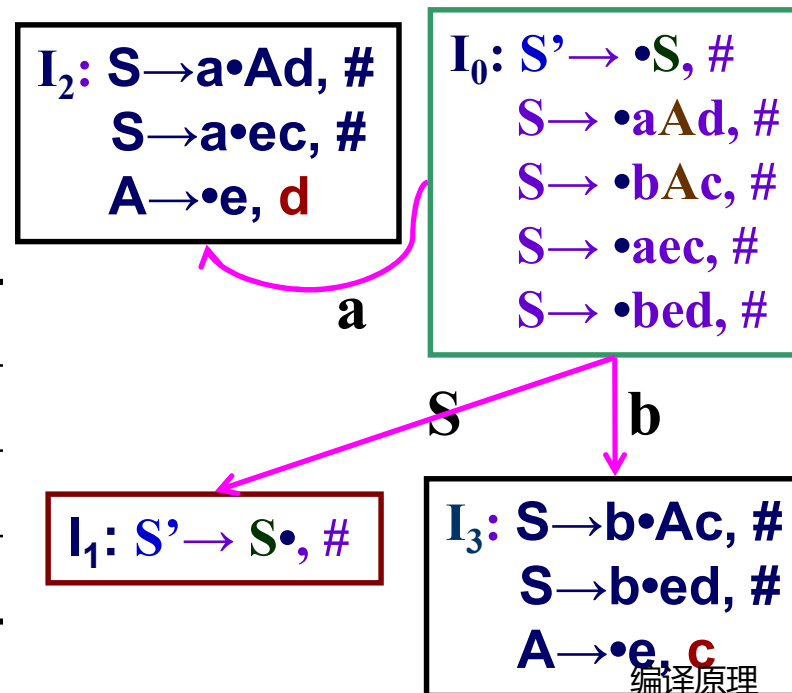 I₂: S→a•Ad, #
S→a•ec, #
A→•e, d
I₀: S’→ •S, #
S→ •aAd, #
S→ •bAc, #
S→ •aec, #
S→ •bed, #
a
S
b
I₁: S’→ S•, #
I₃: S→b•Ac, #
S→b•ed, #
A→•e, c
编译原理